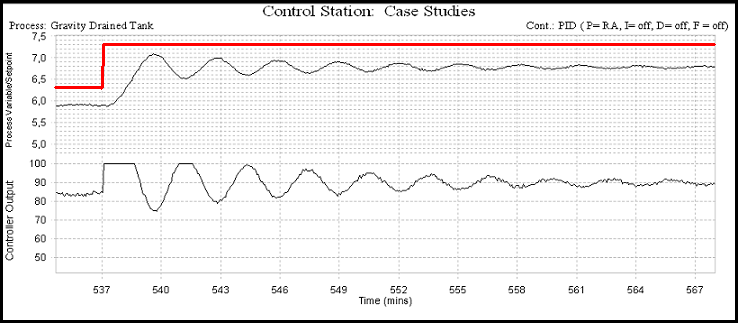 Control Station: Case Studies
Process: Gravity Drained Tank
Cont.: PID ( P= RA, I= off, D= off, F = off)
Process Variable/Setpoint
7,5
7,0
6,5
6,0
5,5
5,0
Controller Output
100
90
80
70
60
50
537 540 543 546 549 552 555 558 561 564 567
Time (mins)